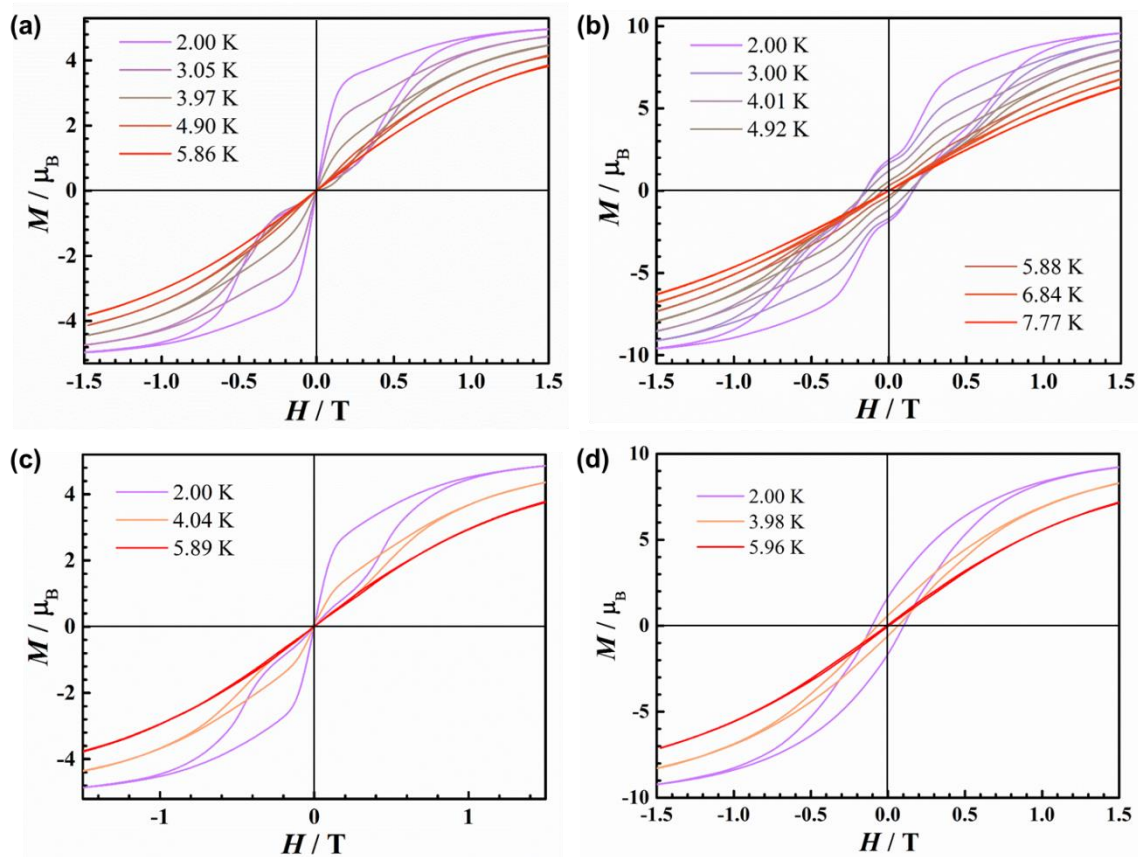 (a)
2.00 K
3.05 K
3.97 K
4.90 K
5.86 K
M / μB
4
2
0
-2
-4
-1.5 -1.0 -0.5 0.0 0.5 1.0 1.5
H / T
(b)
2.00 K
3.00 K
4.01 K
4.92 K
5.88 K
6.84 K
7.77 K
M / μB
10
5
0
-5
-10
-1.5 -1.0 -0.5 0.0 0.5 1.0 1.5
H / T
(c)
2.00 K
4.04 K
5.89 K
M / μB
4
2
0
-2
-4
-1 0 1
H / T
(d)
2.00 K
3.98 K
5.96 K
M / μB
10
5
0
-5
-10
-1.5 -1.0 -0.5 0.0 0.5 1.0 1.5
H / T